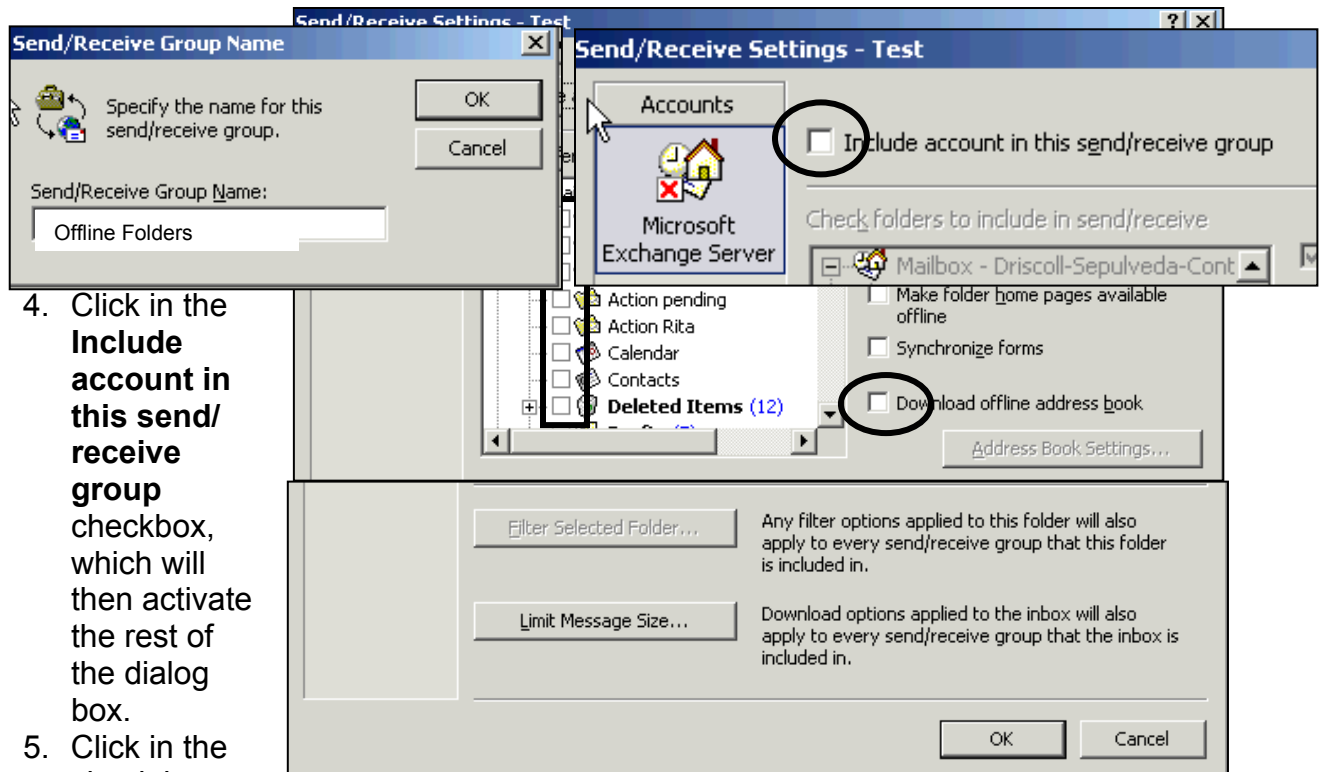 Send/Receive Settings - Test
Send/Receive Group Name
Specify the name for this
send/receive group.
OK
Cancel
Send/Receive Group Name:
Offline Folders
Send/Receive Settings - Test
Accounts
Microsoft
Exchange Server
Include account in this send/receive group
Check folders to include in send/receive
Mailbox - Driscoll-Sepulveda-Cont
4. Click in the
Include
account in
this send/
receive
group
checkbox,
which will
then activate
the rest of
the dialog
box.
5. Click in the
Action pending
Action Rita
Calendar
Contacts
Deleted Items (12)
Make folder home pages available
offline
Synchronize forms
Download offline address book
Address Book Settings...
Filter Selected Folder...
Any filter options applied to this folder will also
apply to every send/receive group that this folder
is included in.
Limit Message Size...
Download options applied to the inbox will also
apply to every send/receive group that the inbox is
included in.
OK
Cancel